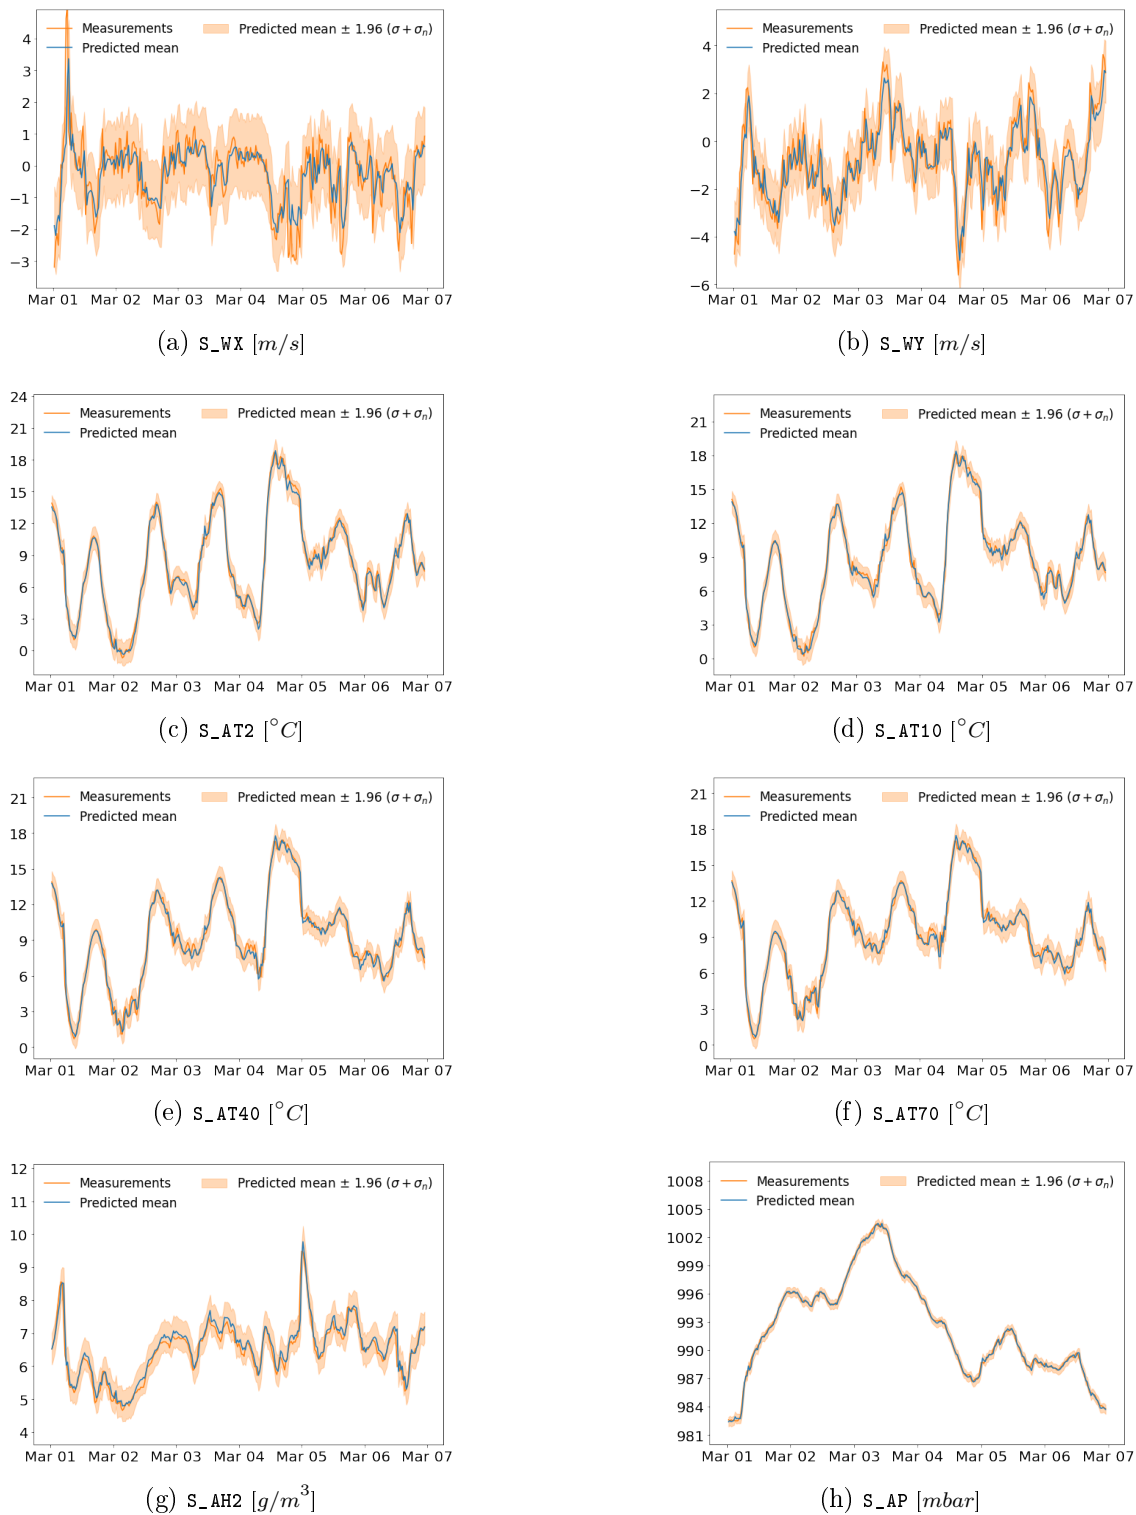 Measurements
Predicted mean
Predicted mean ± 1.96 (σ + σₙ)
4
3
2
1
0
−1
−2
−3
Mar 01 Mar 02 Mar 03 Mar 04 Mar 05 Mar 06 Mar 07
(a) S_WX [m/s]
Measurements
Predicted mean
Predicted mean ± 1.96 (σ + σₙ)
4
2
0
−2
−4
−6
Mar 01 Mar 02 Mar 03 Mar 04 Mar 05 Mar 06 Mar 07
(b) S_WY [m/s]
Measurements
Predicted mean
Predicted mean ± 1.96 (σ + σₙ)
24
21
18
15
12
9
6
3
0
Mar 01 Mar 02 Mar 03 Mar 04 Mar 05 Mar 06 Mar 07
(c) S_AT2 [°C]
Measurements
Predicted mean
Predicted mean ± 1.96 (σ + σₙ)
21
18
15
12
9
6
3
0
Mar 01 Mar 02 Mar 03 Mar 04 Mar 05 Mar 06 Mar 07
(d) S_AT10 [°C]
Measurements
Predicted mean
Predicted mean ± 1.96 (σ + σₙ)
21
18
15
12
9
6
3
0
Mar 01 Mar 02 Mar 03 Mar 04 Mar 05 Mar 06 Mar 07
(e) S_AT40 [°C]
Measurements
Predicted mean
Predicted mean ± 1.96 (σ + σₙ)
21
18
15
12
9
6
3
0
Mar 01 Mar 02 Mar 03 Mar 04 Mar 05 Mar 06 Mar 07
(f) S_AT70 [°C]
Measurements
Predicted mean
Predicted mean ± 1.96 (σ + σₙ)
12
11
10
9
8
7
6
5
4
Mar 01 Mar 02 Mar 03 Mar 04 Mar 05 Mar 06 Mar 07
(g) S_AH2 [g/m³]
Measurements
Predicted mean
Predicted mean ± 1.96 (σ + σₙ)
1008
1005
1002
999
996
993
990
987
984
981
Mar 01 Mar 02 Mar 03 Mar 04 Mar 05 Mar 06 Mar 07
(h) S_AP [mbar]